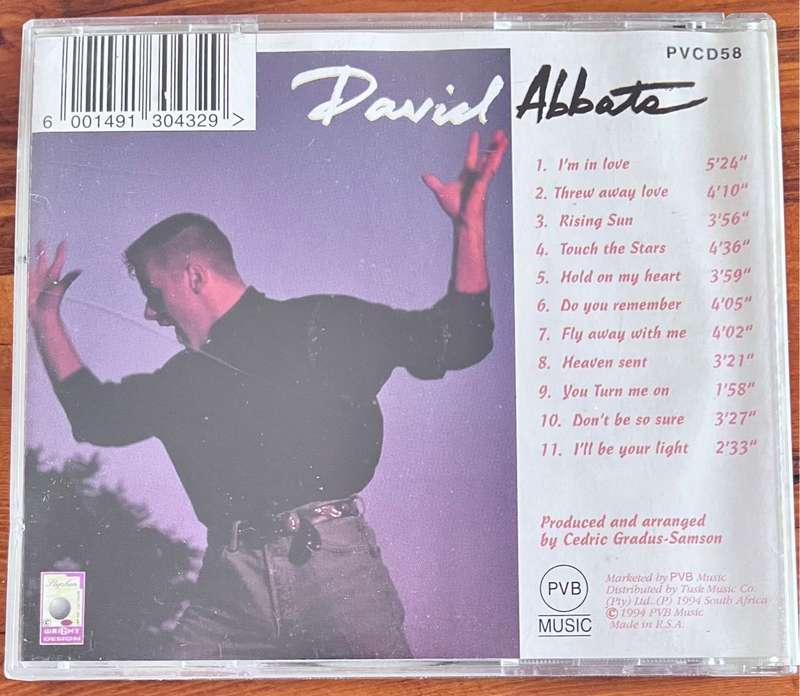 PVCD58
David Abbate
6 001491 304329 >
1. I'm in love 5'24"
2. Threw away love 4'10"
3. Rising Sun 3'56"
4. Touch the Stars 4'36"
5. Hold on my heart 3'59"
6. Do you remember 4'05"
7. Fly away with me 4'02"
8. Heaven sent 3'21"
9. You Turn me on 1'58"
10. Don't be so sure 3'27"
11. I'll be your light 2'33"
Produced and arranged
by Cedric Gradus-Samson
PVB
MUSIC
Marketed by PVB Music
Distributed by Tusk Music Co.
(Pty) Ltd. (P) 1994 South Africa
© 1994 PVB Music
Made in R.S.A.
Stephen
WRIGHT
DESIGN